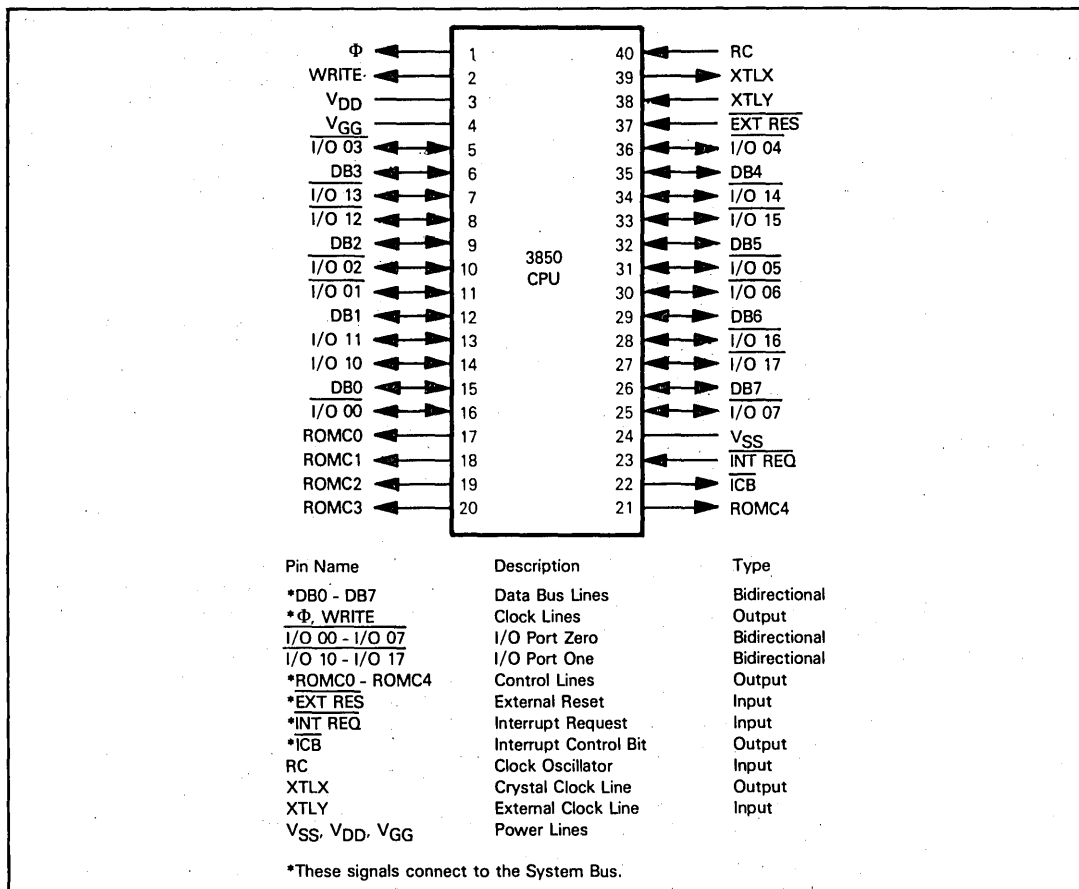 Φ 1 40 RC
WRITE 2 39 XTLX
VDD 3 38 XTLY
VGG 4 37 EXT RES
I/O 03 5 36 I/O 04
DB3 6 35 DB4
I/O 13 7 34 I/O 14
I/O 12 8 33 I/O 15
DB2 9 32 DB5
I/O 02 10 3850 CPU 31 I/O 05
I/O 01 11 30 I/O 06
DB1 12 29 DB6
I/O 11 13 28 I/O 16
I/O 10 14 27 I/O 17
DB0 15 26 DB7
I/O 00 16 25 I/O 07
ROMC0 17 24 VSS
ROMC1 18 23 INT REQ
ROMC2 19 22 ICB
ROMC3 20 21 ROMC4
Pin Name Description Type
*DB0 - DB7 Data Bus Lines Bidirectional
*Φ, WRITE Clock Lines Output
I/O 00 - I/O 07 I/O Port Zero Bidirectional
I/O 10 - I/O 17 I/O Port One Bidirectional
*ROMC0 - ROMC4 Control Lines Output
*EXT RES External Reset Input
*INT REQ Interrupt Request Input
*ICB Interrupt Control Bit Output
RC Clock Oscillator Input
XTLX Crystal Clock Line Output
XTLY External Clock Line Input
VSS, VDD, VGG Power Lines
*These signals connect to the System Bus.